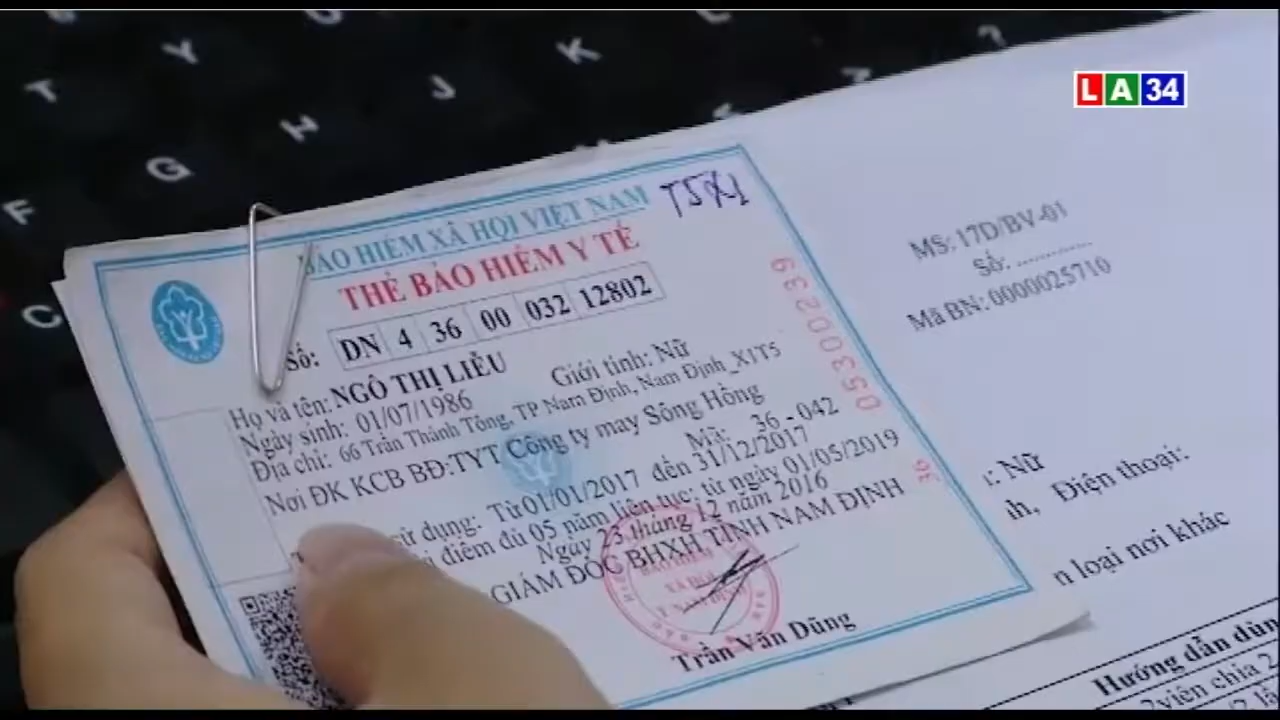 LA34
BẢO HIỂM XÃ HỘI VIỆT NAM
THẺ BẢO HIỂM Y TẾ
Số: DN 4 36 00 032 12802
Họ và tên: NGÔ THỊ LIỄU
Ngày sinh: 01/07/1986 Giới tính: Nữ
Địa chỉ: 66 Trần Thánh Tông, TP Nam Định, Nam Định_X1T5
Nơi ĐK KCB BĐ: TYT Công ty may Sông Hồng
Mã: 36 - 042
sử dụng: Từ 01/01/2017 đến 31/12/2017
điểm đủ 05 năm liên tục: từ ngày 01/05/2019
Ngày 23 tháng 12 năm 2016
GIÁM ĐỐC BHXH TỈNH NAM ĐỊNH
Trần Văn Dũng
05300239
36
MS: 17D/BV-01
Số: ............
Mã BN: 0000025710
: Nữ
h, Điện thoại:
n loại nơi khác
Hướng dẫn dùn
viên chia 2